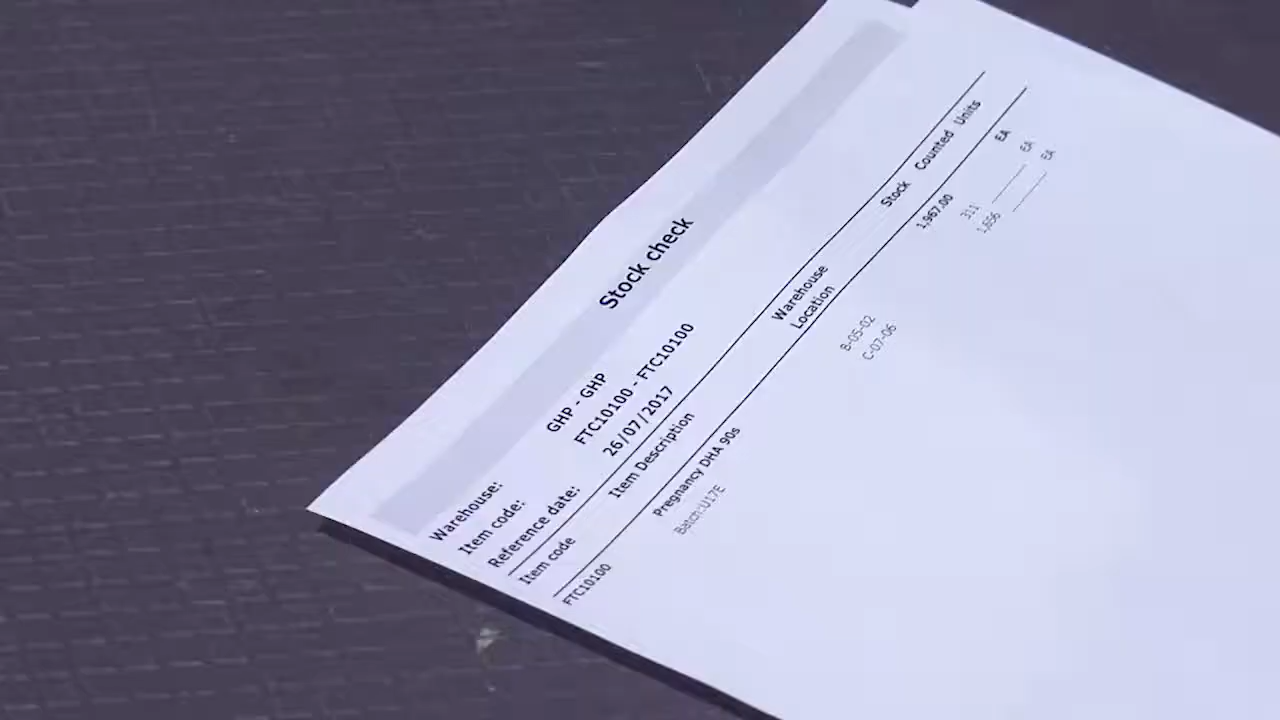 Stock check
Warehouse: GHP - GHP
Item code: FTC10100 - FTC10100
Reference date: 26/07/2017
Item code Item Description Warehouse Location Stock Counted Units
FTC10100 Pregnancy DHA 90s 1,967.00 EA
Batch:U17E B-05-02 311 EA
C-07-06 1,656 EA